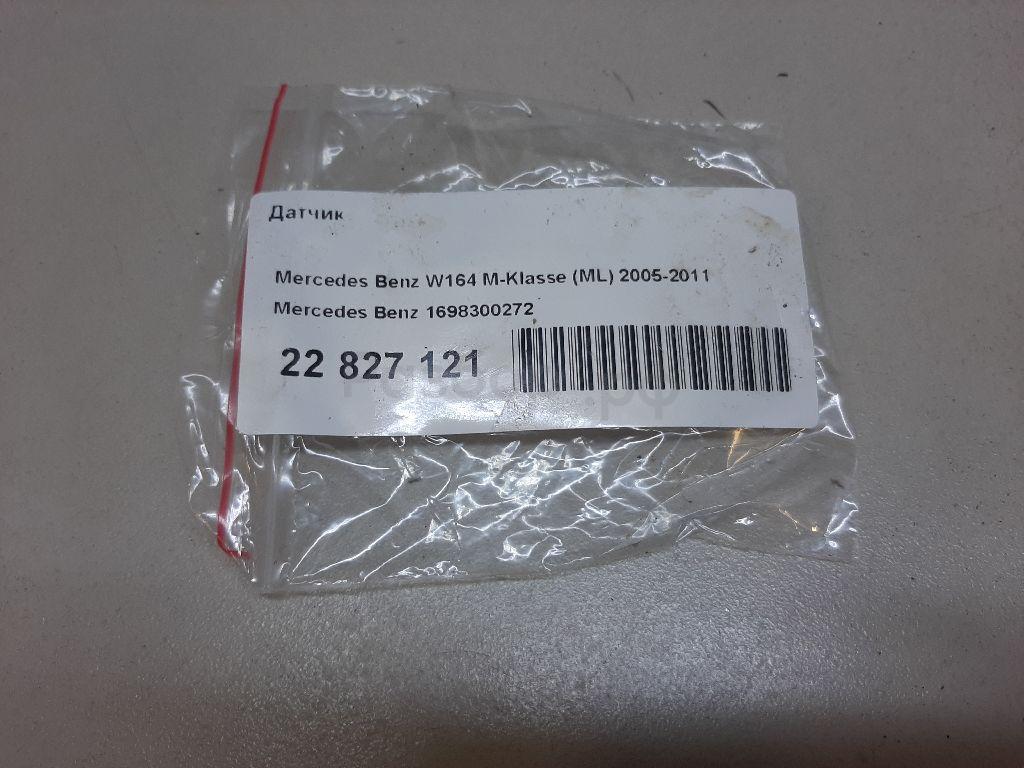 Датчик
Mercedes Benz W164 M-Klasse (ML) 2005-2011
Mercedes Benz 1698300272
22 827 121